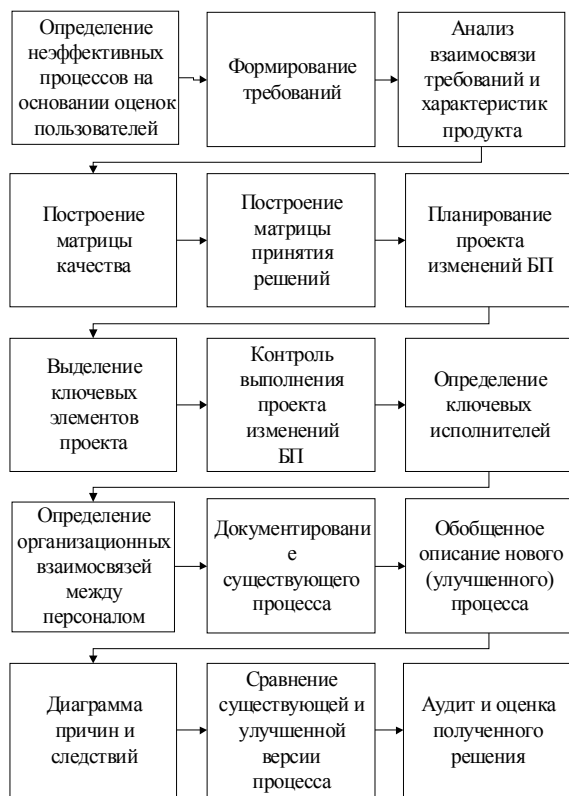 Определение
неэффективных
процессов на
основании оценок
пользователей
Формирование
требований
Анализ
взаимосвязи
требований и
характеристик
продукта
Построение
матрицы
качества
Построение
матрицы
принятия
решений
Планирование
проекта
изменений БП
Выделение
ключевых
элементов
проекта
Контроль
выполнения
проекта
изменений
БП
Определение
ключевых
исполнителей
Определение
организационных
взаимосвязей
между
персоналом
Документировани
е
существующего
процесса
Обобщенное
описание нового
(улучшенного)
процесса
Диаграмма
причин и
следствий
Сравнение
существующей и
улучшенной
версии
процесса
Аудит и оценка
полученного
решения